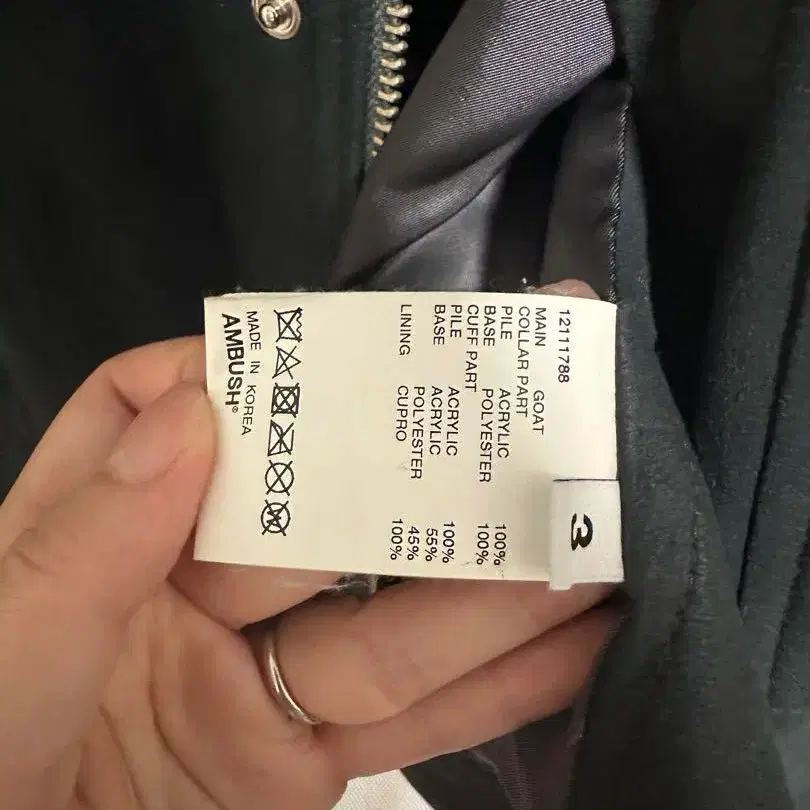 12111788
MAIN GOAT
COLLAR PART
PILE ACRYLIC 100%
BASE POLYESTER 100%
CUFF PART
PILE ACRYLIC 100%
BASE ACRYLIC 55%
POLYESTER 45%
LINING CUPRO 100%
MADE IN KOREA
AMBUSH®
3